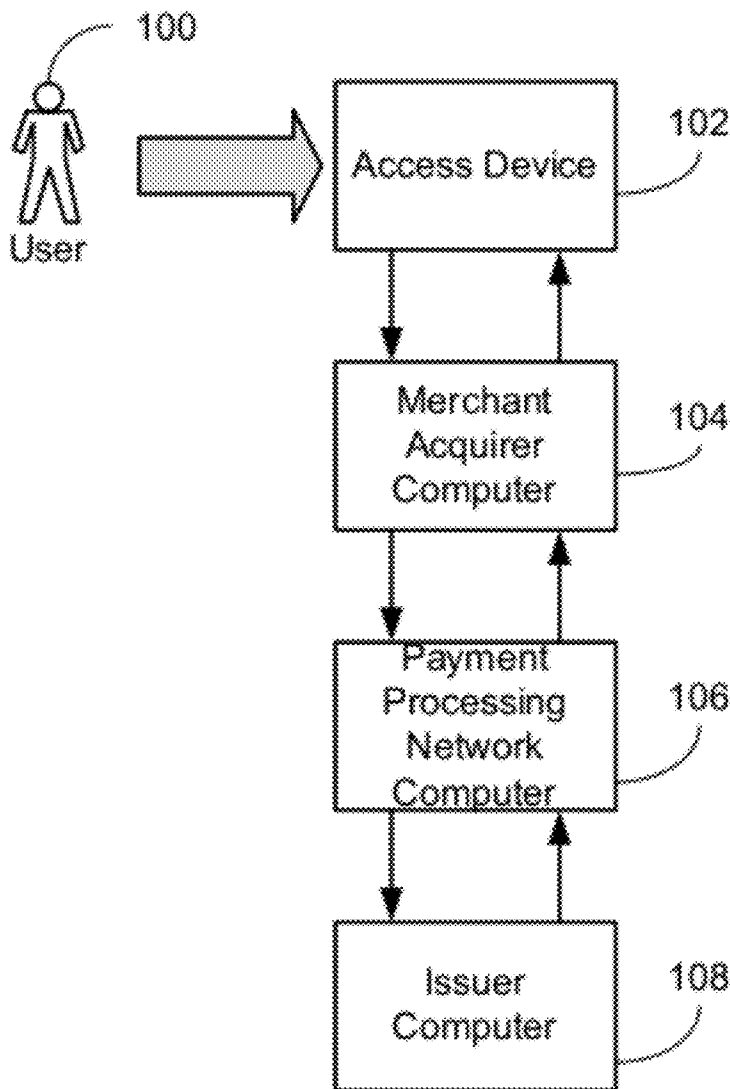 100
User
Access Device
102
Merchant
Acquirer
Computer
104
Payment
Processing
Network
Computer
106
Issuer
Computer
108